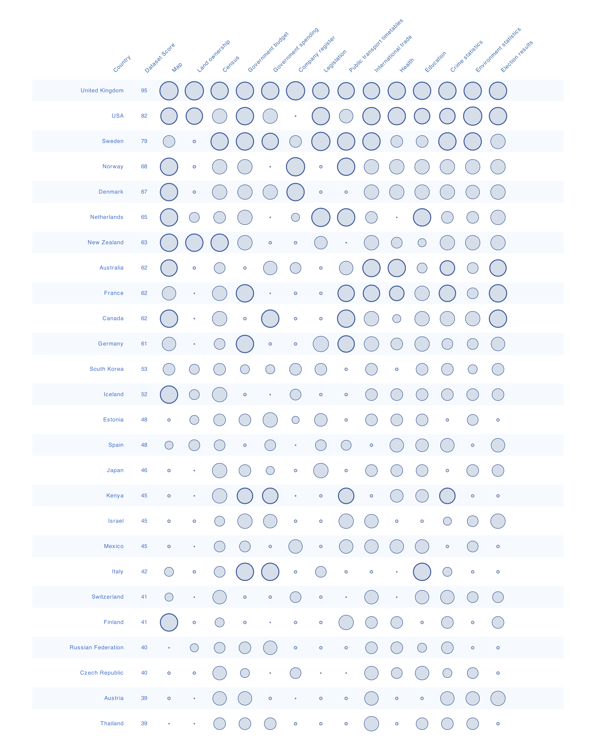 Country Dataset Score Map Land ownership Census Government budget Government spending Company register Legislation Public transport timetables International trade Health Education Crime statistics Environment statistics Election results
United Kingdom 95
USA 82
Sweden 79
Norway 68
Denmark 67
Netherlands 65
New Zealand 63
Australia 62
France 62
Canada 62
Germany 61
South Korea 53
Iceland 52
Estonia 48
Spain 48
Japan 46
Kenya 45
Israel 45
Mexico 45
Italy 42
Switzerland 41
Finland 41
Russian Federation 40
Czech Republic 40
Austria 39
Thailand 39